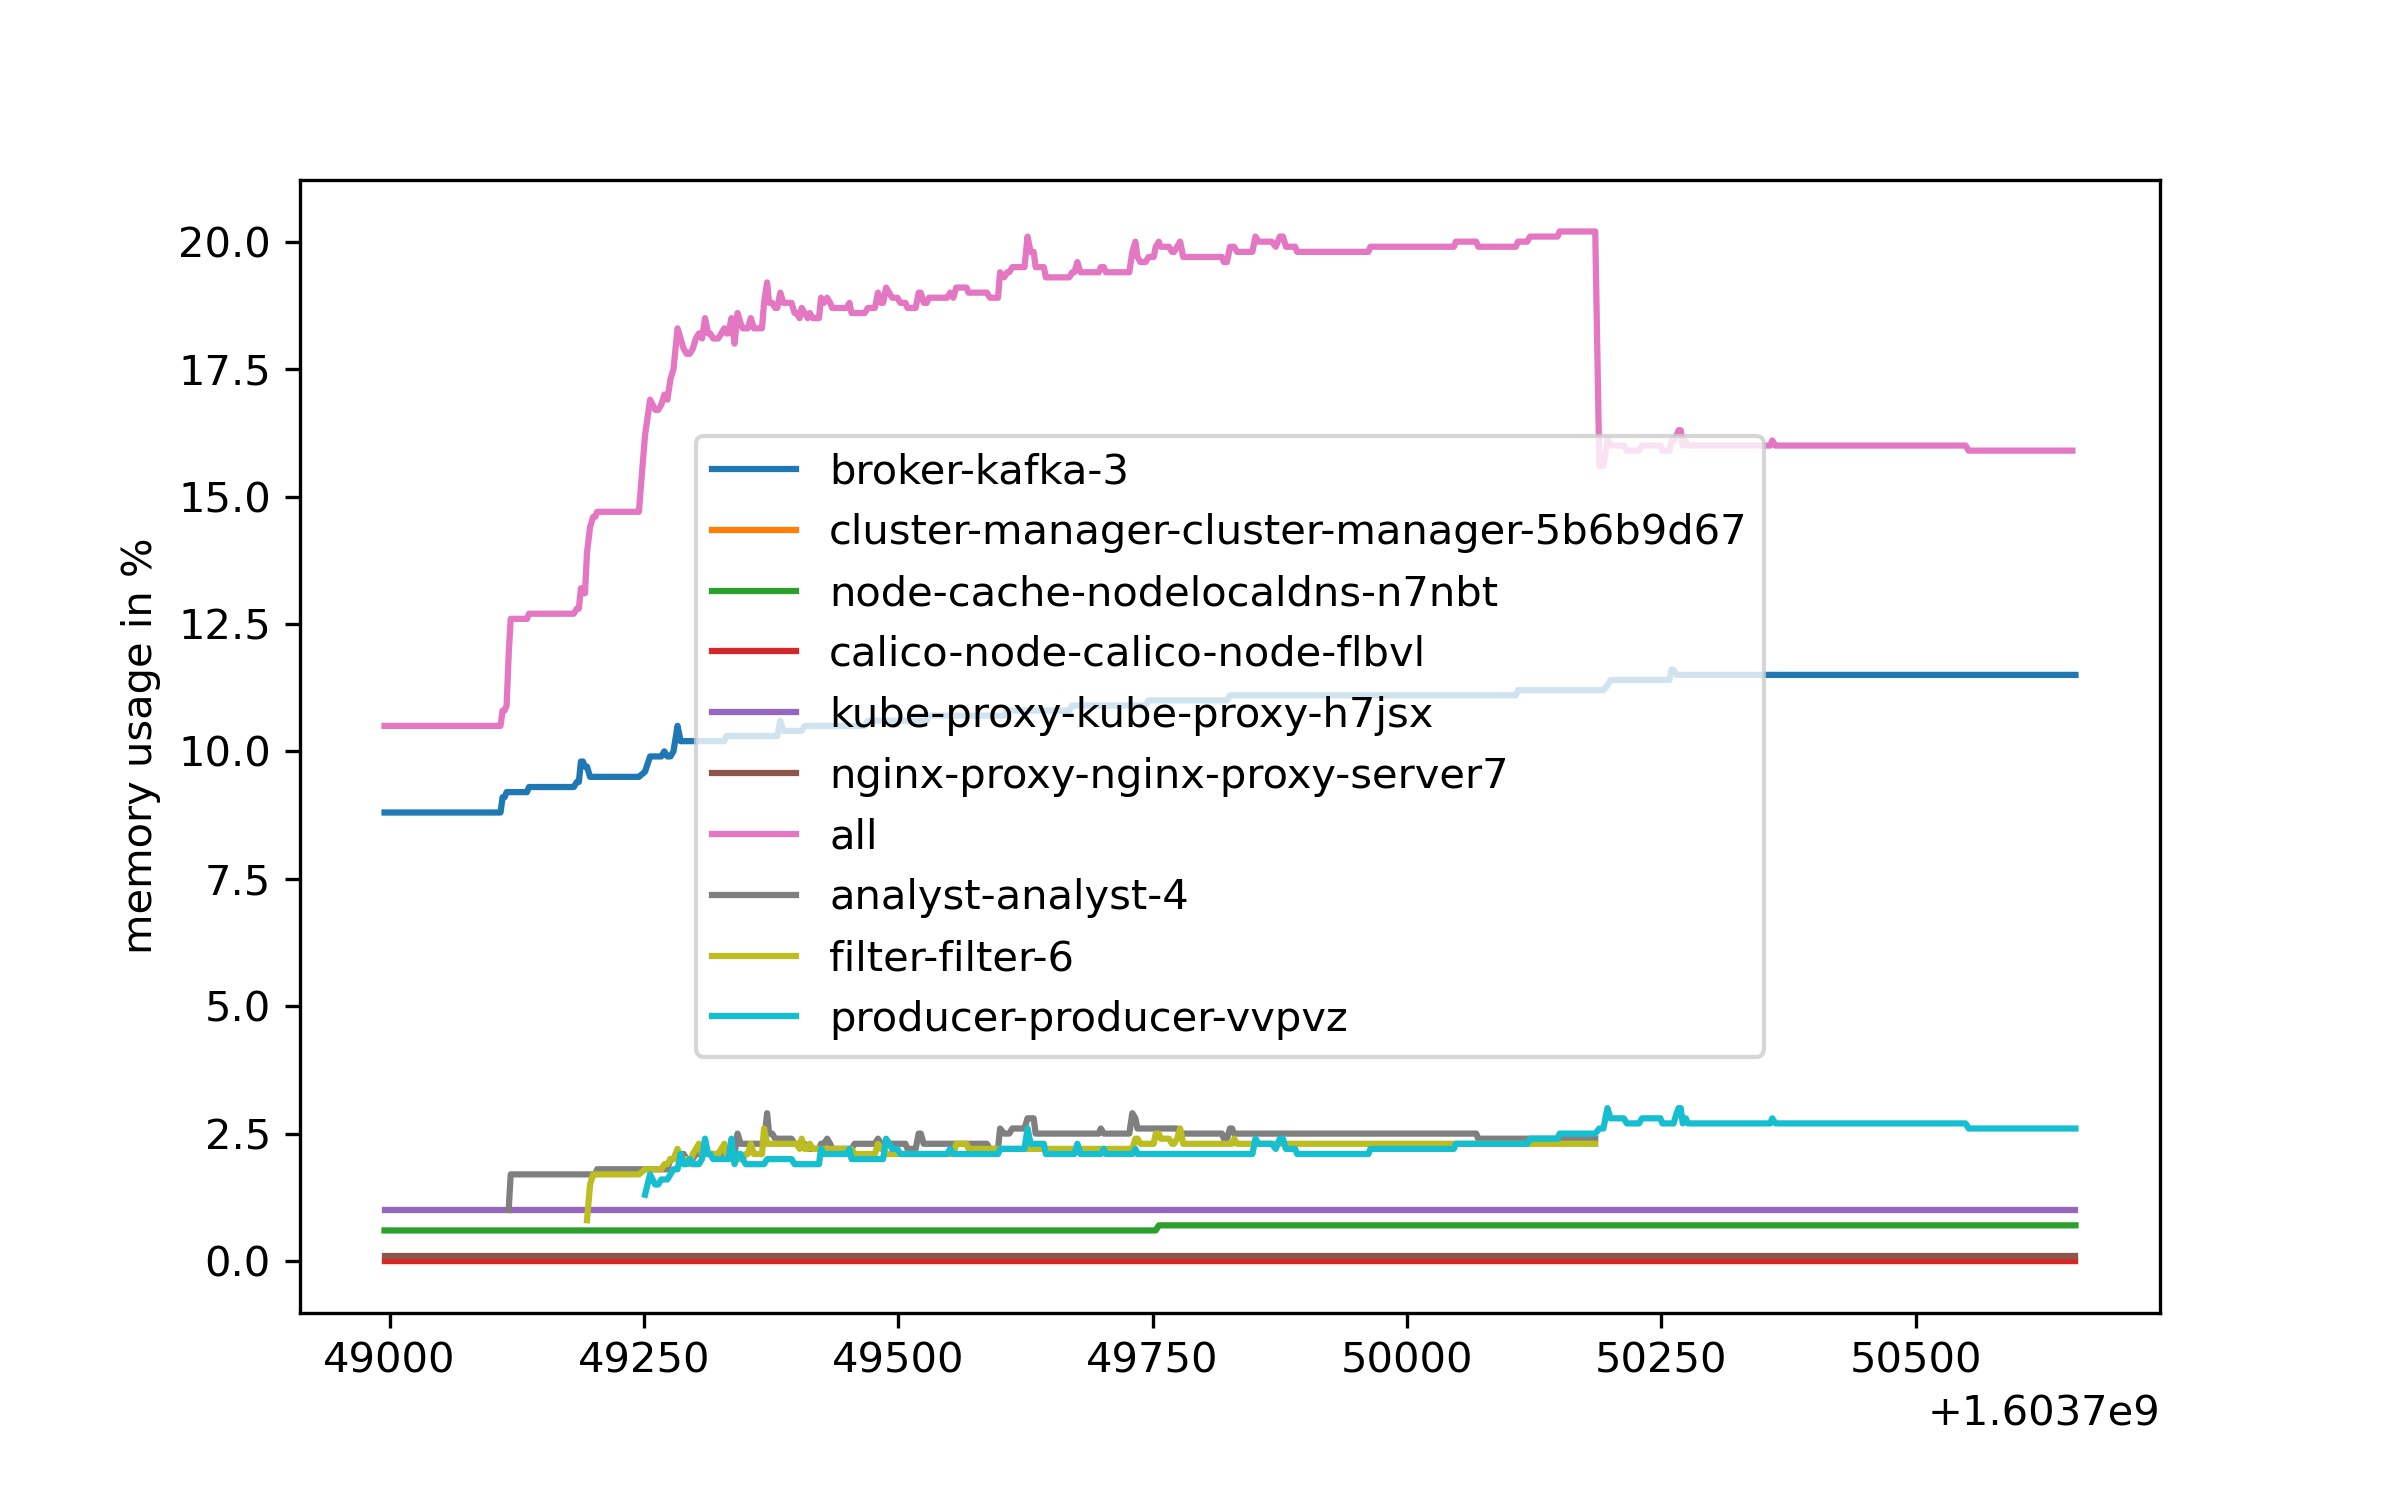 20.0
17.5
15.0
12.5
10.0
7.5
5.0
2.5
0.0
memory usage in %
broker-kafka-3
cluster-manager-cluster-manager-5b6b9d67
node-cache-nodelocaldns-n7nbt
calico-node-calico-node-flbvl
kube-proxy-kube-proxy-h7jsx
nginx-proxy-nginx-proxy-server7
all
analyst-analyst-4
filter-filter-6
producer-producer-vvpvz
49000 49250 49500 49750 50000 50250 50500
+1.6037e9